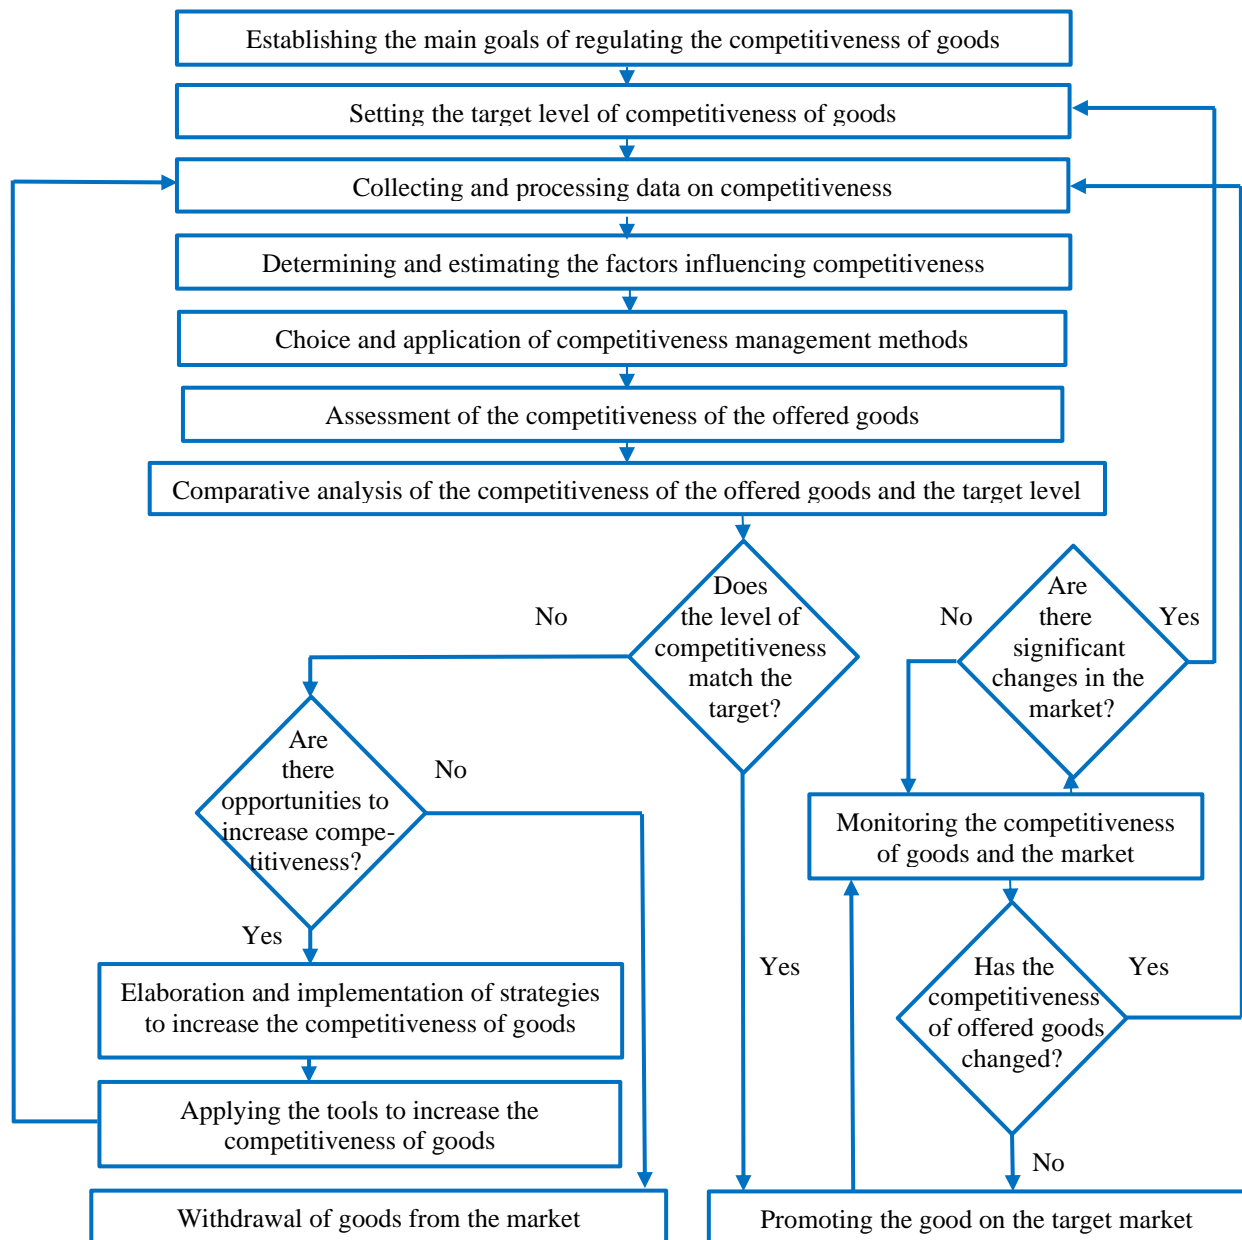 Establishing the main goals of regulating the competitiveness of goods
Setting the target level of competitiveness of goods
Collecting and processing data on competitiveness
Determining and estimating the factors influencing competitiveness
Choice and application of competitiveness management methods
Assessment of the competitiveness of the offered goods
Comparative analysis of the competitiveness of the offered goods and the target level
No
Does
the level of
competitiveness
match the
target?
No
Are
there
significant
changes in the
market?
Yes
Are
there
opportunities to
increase compe-
titiveness?
No
Monitoring the competitiveness
of goods and the market
Yes
Yes
Has the
competitiveness
of offered goods
changed?
Yes
Elaboration and implementation of strategies
to increase the competitiveness of goods
Applying the tools to increase the
competitiveness of goods
No
Withdrawal of goods from the market
Promoting the good on the target market